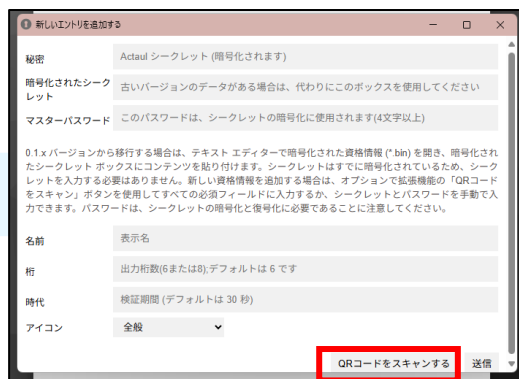 新しいエントリを追加する
秘密
Actaul シークレット (暗号化されます)
暗号化されたシーク
レット
古いバージョンのデータがある場合は、代わりにこのボックスを使用してください
マスターパスワード
このパスワードは、シークレットの暗号化に使用されます(4文字以上)
0.1.x バージョンから移行する場合は、テキスト エディターで暗号化された資格情報 (*.bin) を開き、暗号化され
たシークレット ボックスにコンテンツを貼り付けます。シークレットはすでに暗号化されているため、シーク
レットを入力する必要はありません。新しい資格情報を追加する場合は、オプションで拡張機能の「QRコード
をスキャン」ボタンを使用してすべての必須フィールドに入力するか、シークレットとパスワードを手動で入
力できます。パスワードは、シークレットの暗号化と復号化に必要であることに注意してください。
名前
表示名
桁
出力桁数(6または8);デフォルトは 6 です
時代
検証期間 (デフォルトは 30 秒)
アイコン
全般
QRコードをスキャンする
送信